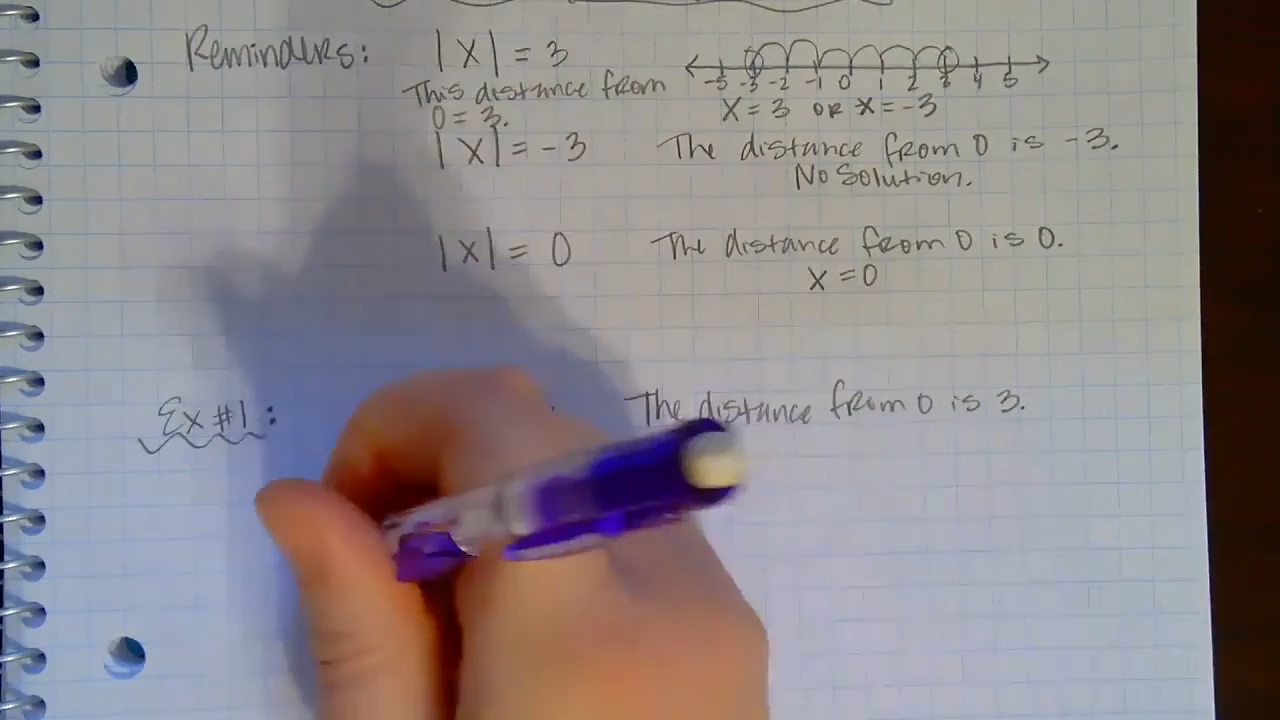 Reminders: |x| = 3
-5 -3 -2 -1 0 1 2 3 4 5
This distance from
0 = 3.
x = 3 OR x = -3
|x| = -3 The distance from 0 is -3.
No Solution.
|x| = 0 The distance from 0 is 0.
x = 0
Ex #1: The distance from 0 is 3.